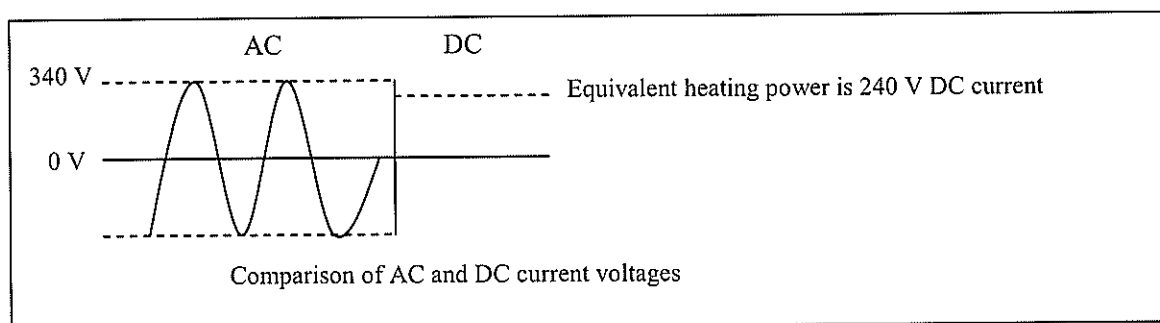 AC DC
340 V
Equivalent heating power is 240 V DC current
0 V
Comparison of AC and DC current voltages